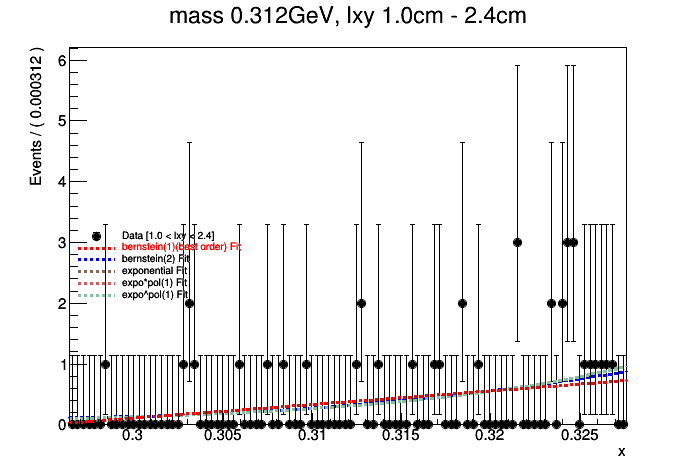 mass 0.312GeV, lxy 1.0cm - 2.4cm
Events / ( 0.000312 )
6
5
4
3
2
1
0
Data [1.0 < lxy < 2.4]
bernstein(1)(best order) Fit
bernstein(2) Fit
exponential Fit
expo*pol(1) Fit
expo^pol(1) Fit
0.3 0.305 0.31 0.315 0.32 0.325
x